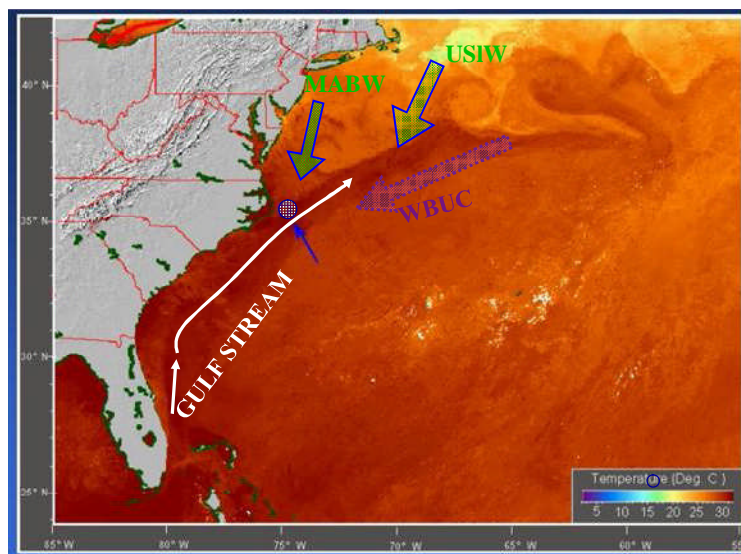 USlW
MABW
40° N
WBUC
35° N
GULF STREAM
30° N
25° N
Temperature (Deg. C )
5 10 15 20 25 30
85° W 80° W 75° W 70° W 65° W 60° W 55